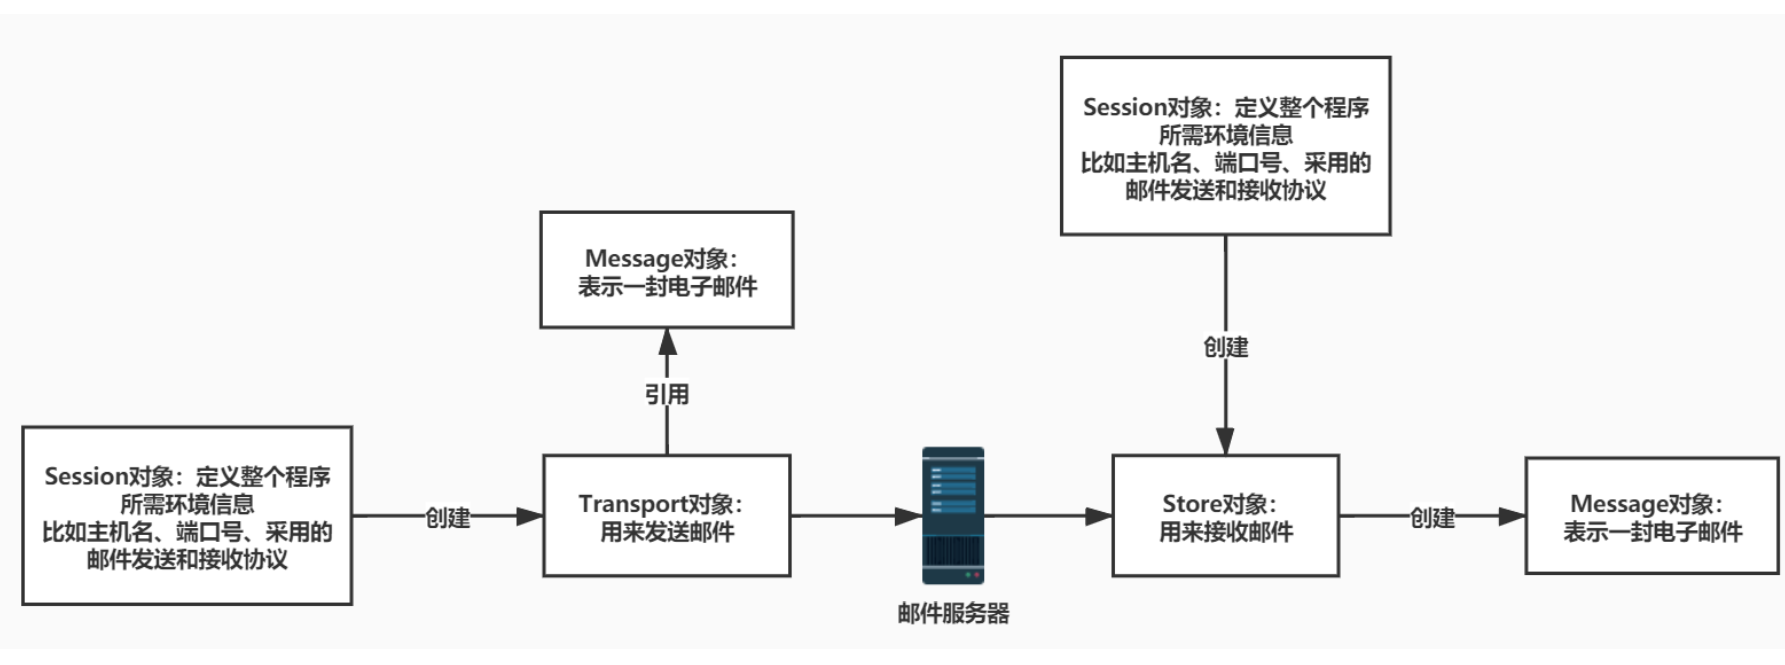 Session对象：定义整个程序
所需环境信息
比如主机名、端口号、采用的
邮件发送和接收协议
Message对象：
表示一封电子邮件
创建
引用
Session对象：定义整个程序
所需环境信息
比如主机名、端口号、采用的
邮件发送和接收协议
创建
Transport对象：
用来发送邮件
邮件服务器
Store对象：
用来接收邮件
创建
Message对象：
表示一封电子邮件